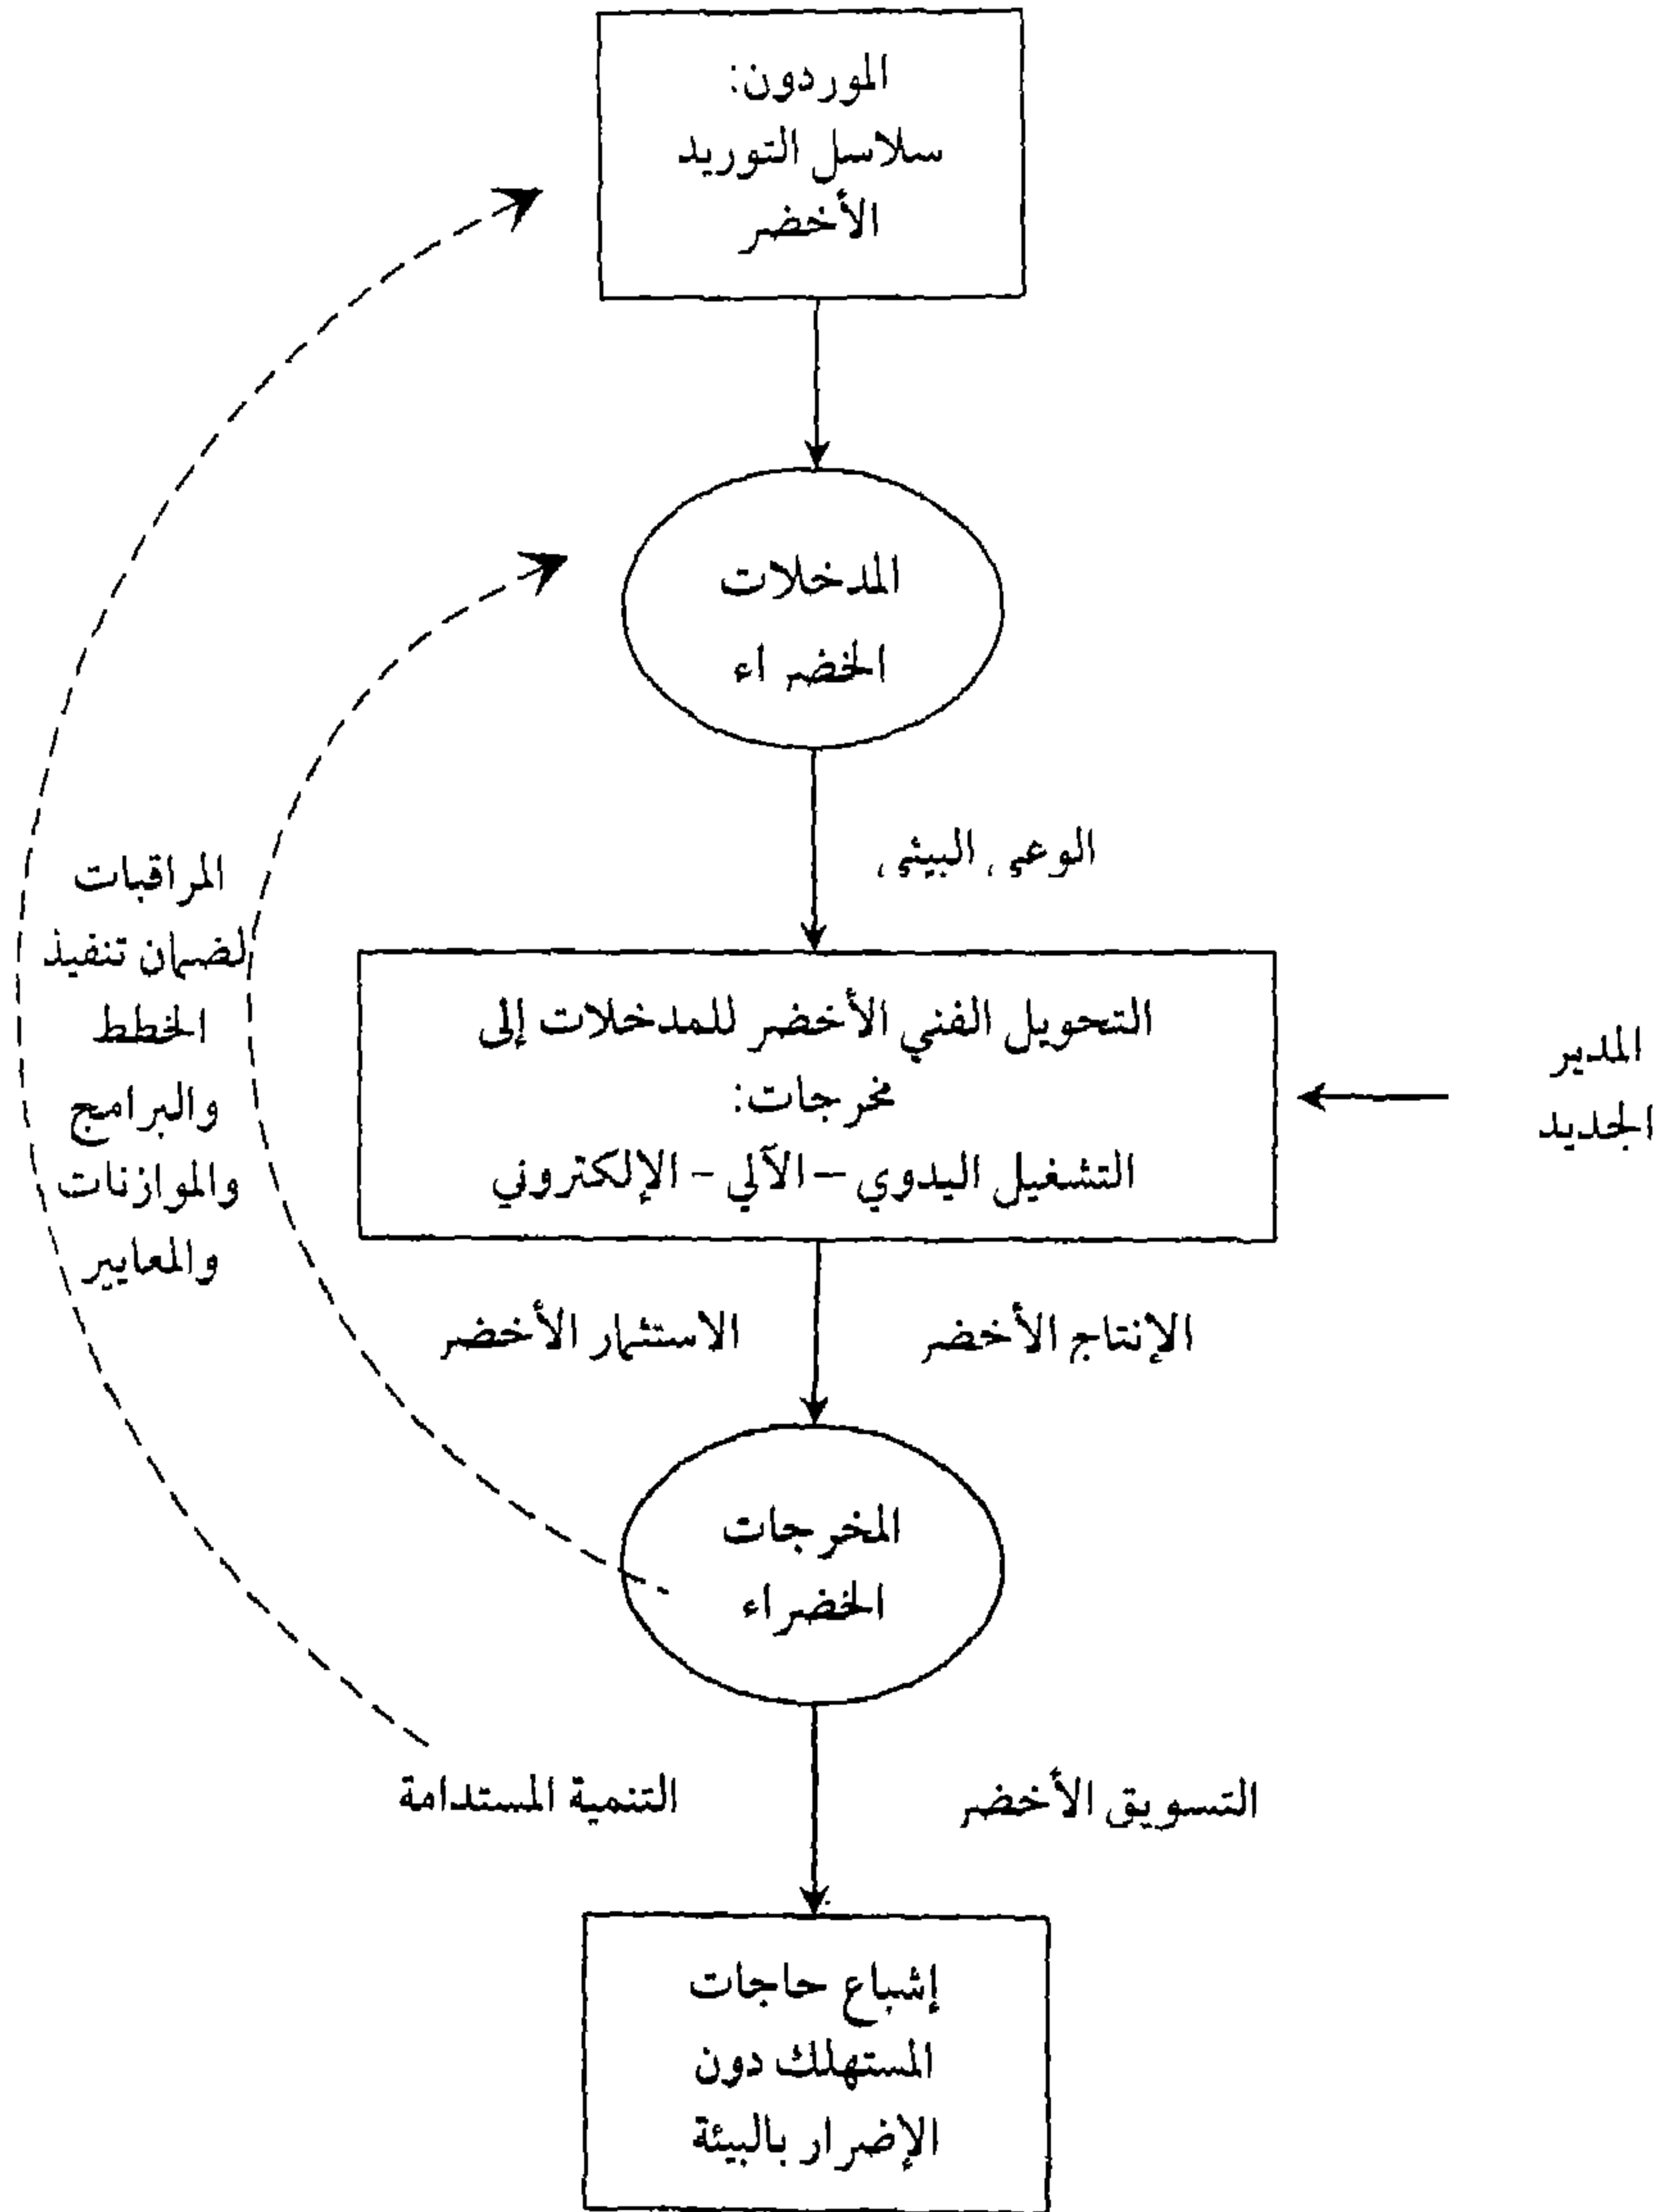 الموردون:
سلاسل التوريد
الأخضر
المدخلات
الخضراء
الوعي البيئي
التحويل الفني الأخضر للمدخلات إلى
مخرجات:
التشغيل اليدوي – الآلي – الإلكتروني
المدير
الجديد
المراقبات
لضمان تنفيذ
الخطط
والبرامج
والموازنات
والمعايير
الإنتاج الأخضر
الاستثمار الأخضر
المخرجات
الخضراء
التسويق الأخضر
التنمية المستدامة
إشباع حاجات
المستهلك دون
الإضرار بالبيئة